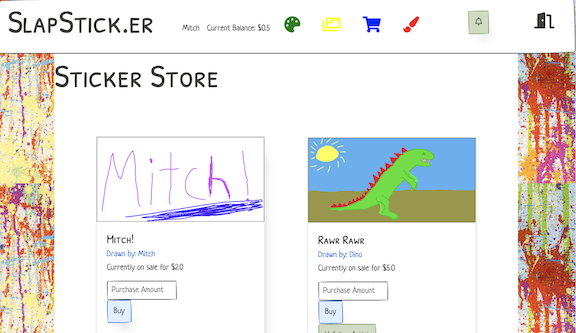 SlapStick.er
Mitch Current Balance: $0.5
Sticker Store
Mitch!
Mitch!
Drawn by: Mitch
Currently on sale for $2.0
Purchase Amount
Buy
Rawr Rawr
Drawn by: Dino
Currently on sale for $5.0
Purchase Amount
Buy